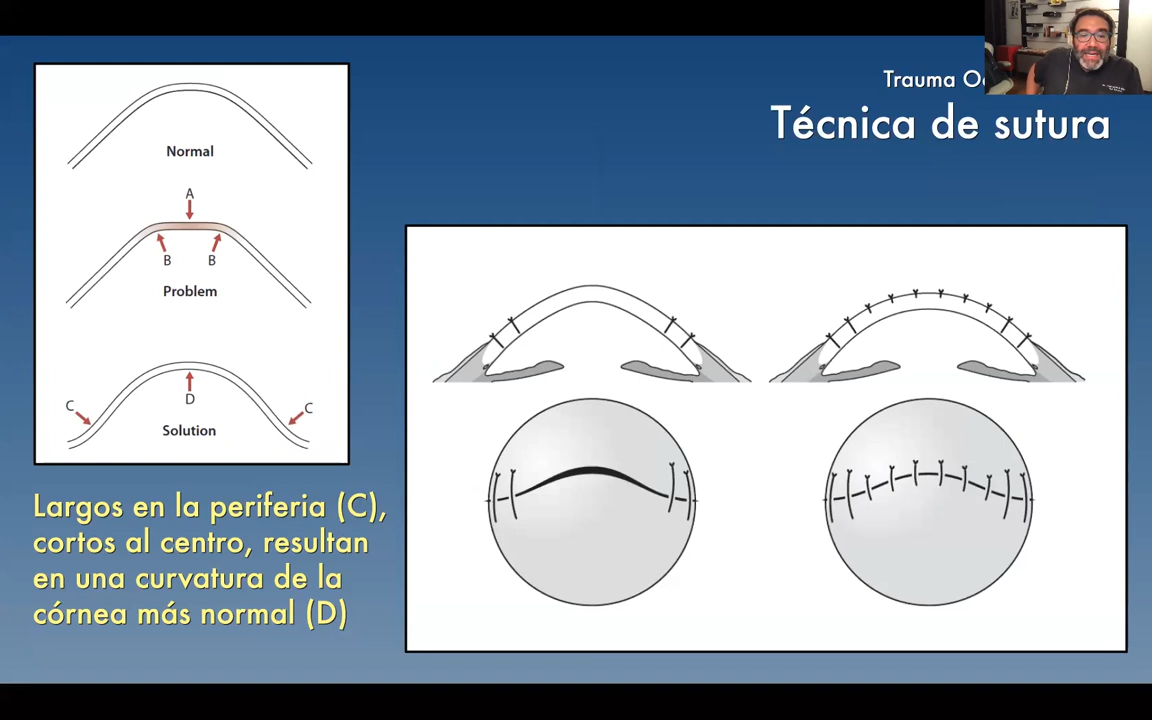 Trauma
Técnica de sutura
Normal
A
B
B
Problem
C
D
C
Solution
Largos en la periferia (C),
cortos al centro, resultan
en una curvatura de la
córnea más normal (D)